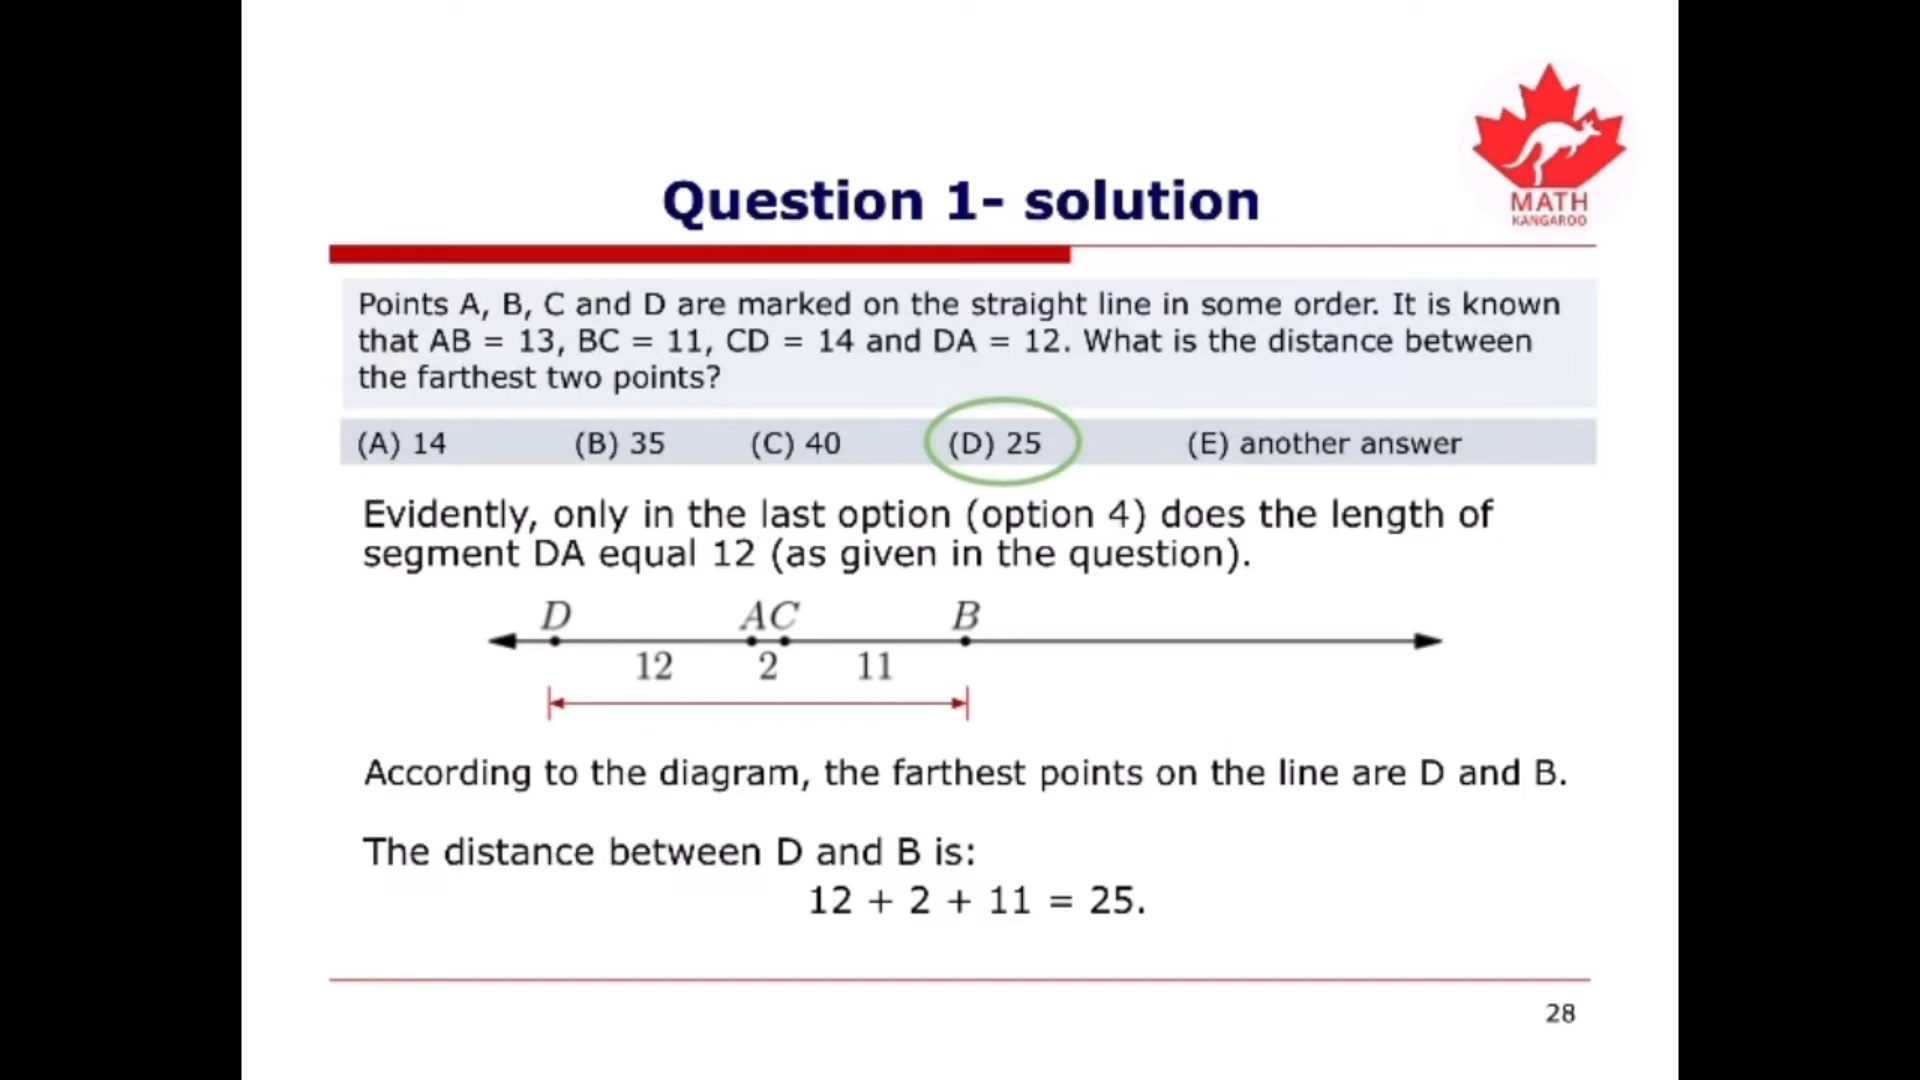 MATH
KANGAROO
Question 1- solution
Points A, B, C and D are marked on the straight line in some order. It is known
that AB = 13, BC = 11, CD = 14 and DA = 12. What is the distance between
the farthest two points?
(A) 14 (B) 35 (C) 40 (D) 25 (E) another answer
Evidently, only in the last option (option 4) does the length of
segment DA equal 12 (as given in the question).
D A C B
12 2 11
According to the diagram, the farthest points on the line are D and B.
The distance between D and B is:
12 + 2 + 11 = 25.
28